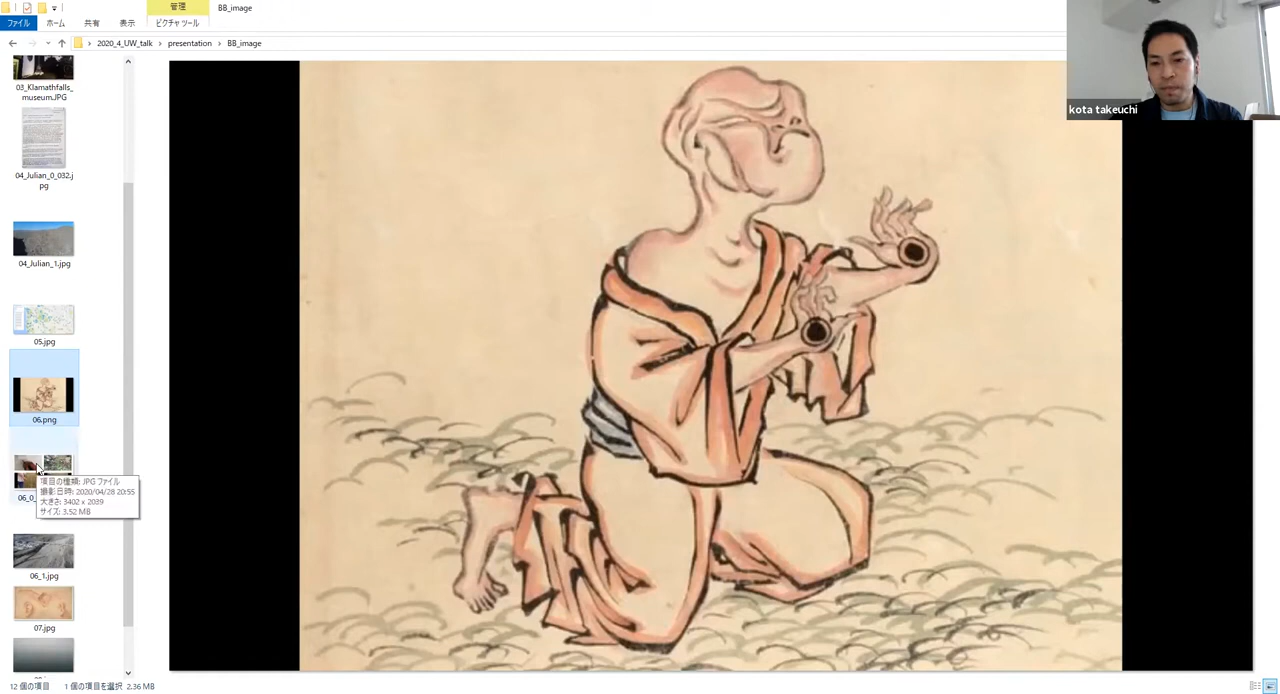 管理
BB_image
ファイル
ホーム
共有
表示
ピクチャ ツール
2020_4_UW_talk
presentation
BB_image
kota takeuchi
03_Klamathfalls_
museum.JPG
04_Julian_0_032.j
pg
04_Julian_1.jpg
05.jpg
06.png
06_0_
項目の種類: JPG ファイル
撮影日時: 2020/04/28 20:55
大きさ: 3402 x 2039
サイズ: 3.52 MB
06_1.jpg
07.jpg
12 個の項目
1 個の項目を選択 2.36 MB